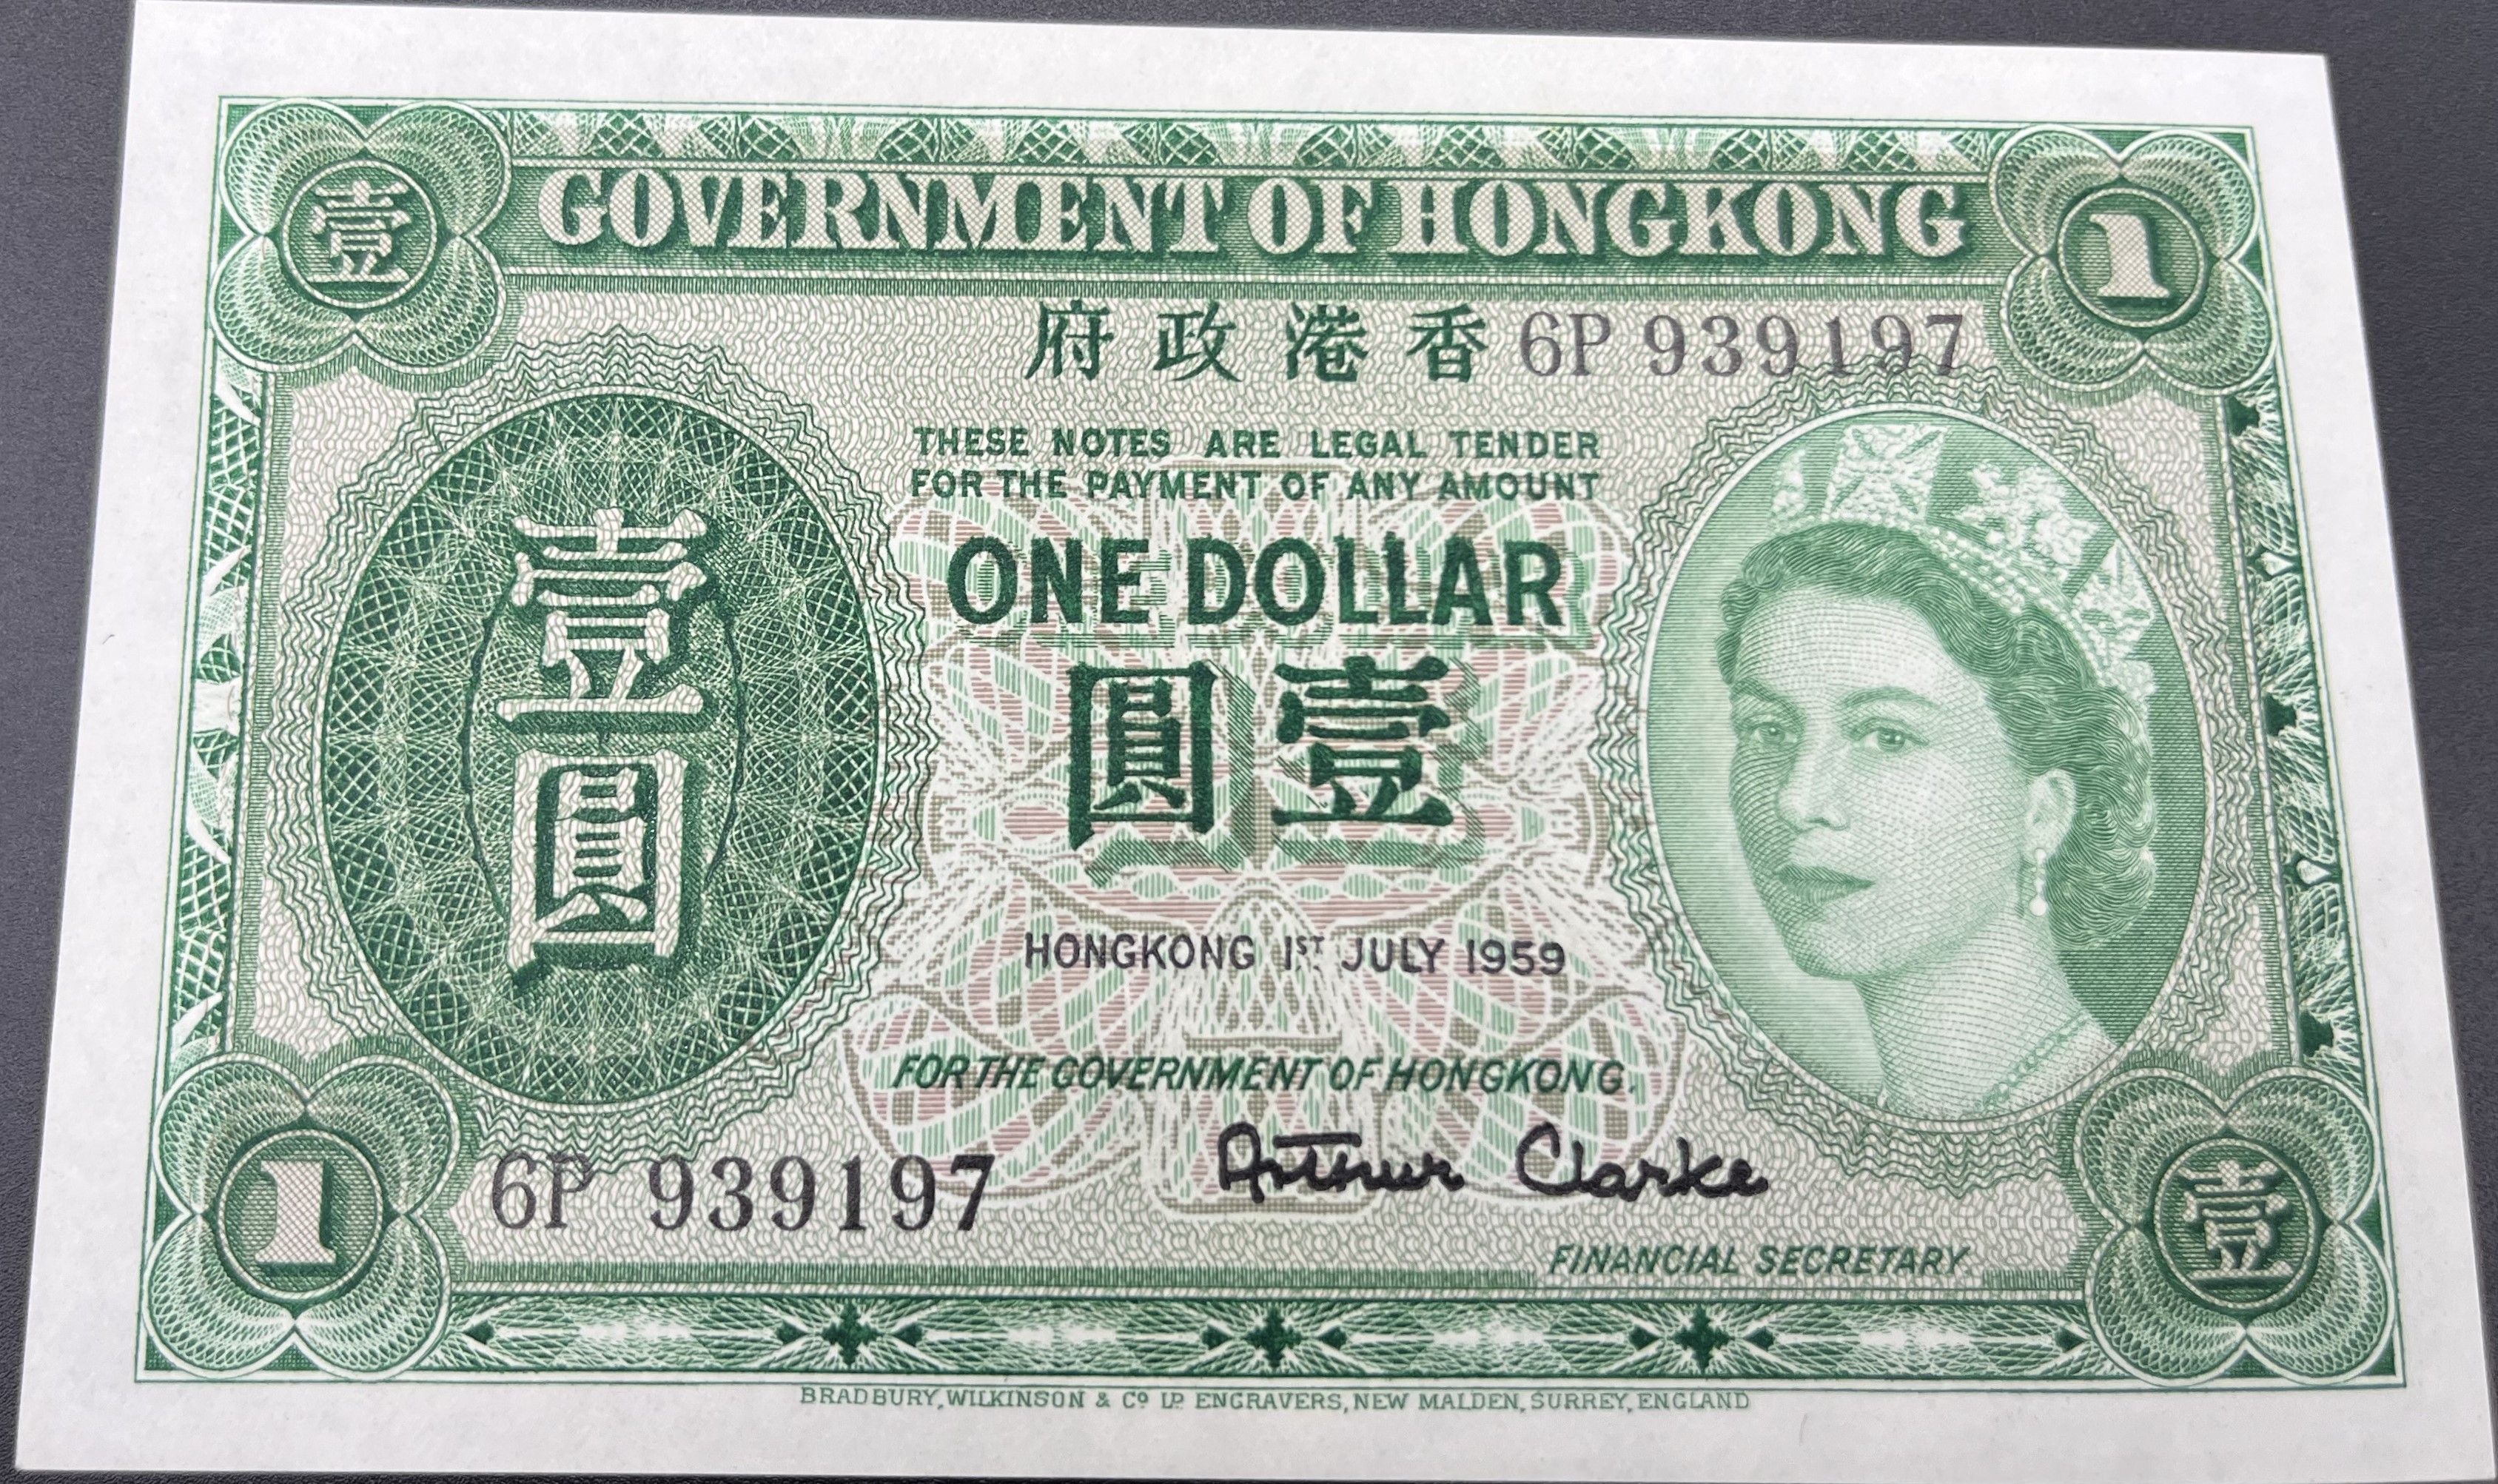 壹
GOVERNMENT OF HONGKONG
1
府政港香
6P 939197
THESE NOTES ARE LEGAL TENDER
FOR THE PAYMENT OF ANY AMOUNT
ONE DOLLAR
圓壹
壹圓
HONGKONG 1ST JULY 1959
FOR THE GOVERNMENT OF HONGKONG.
Arthur Clarke
FINANCIAL SECRETARY
1
6P 939197
壹
BRADBURY, WILKINSON & Co LD ENGRAVERS, NEW MALDEN, SURREY, ENGLAND